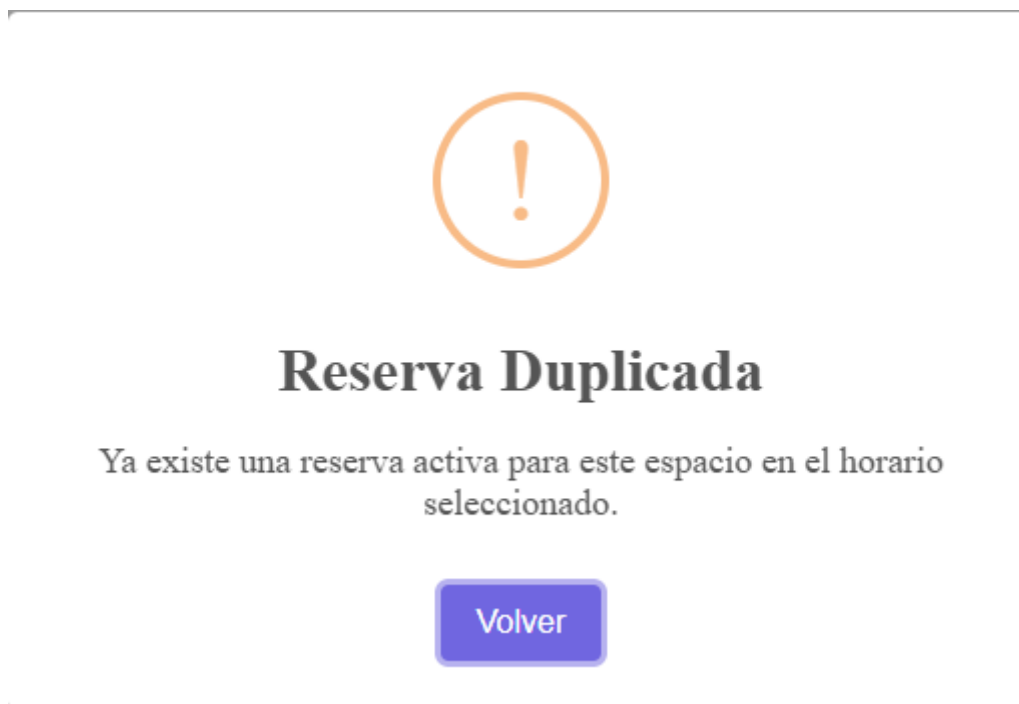 !
Reserva Duplicada
Ya existe una reserva activa para este espacio en el horario
seleccionado.
Volver